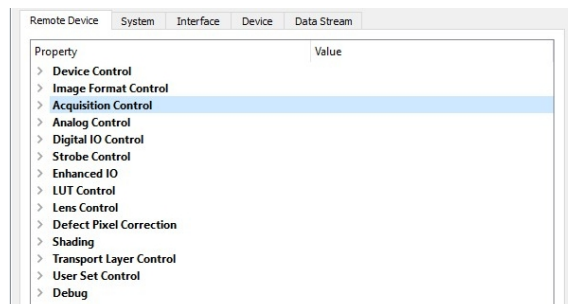 Remote Device System Interface Device Data Stream
Property Value
Device Control
Image Format Control
Acquisition Control
Analog Control
Digital IO Control
Strobe Control
Enhanced IO
LUT Control
Lens Control
Defect Pixel Correction
Shading
Transport Layer Control
User Set Control
Debug